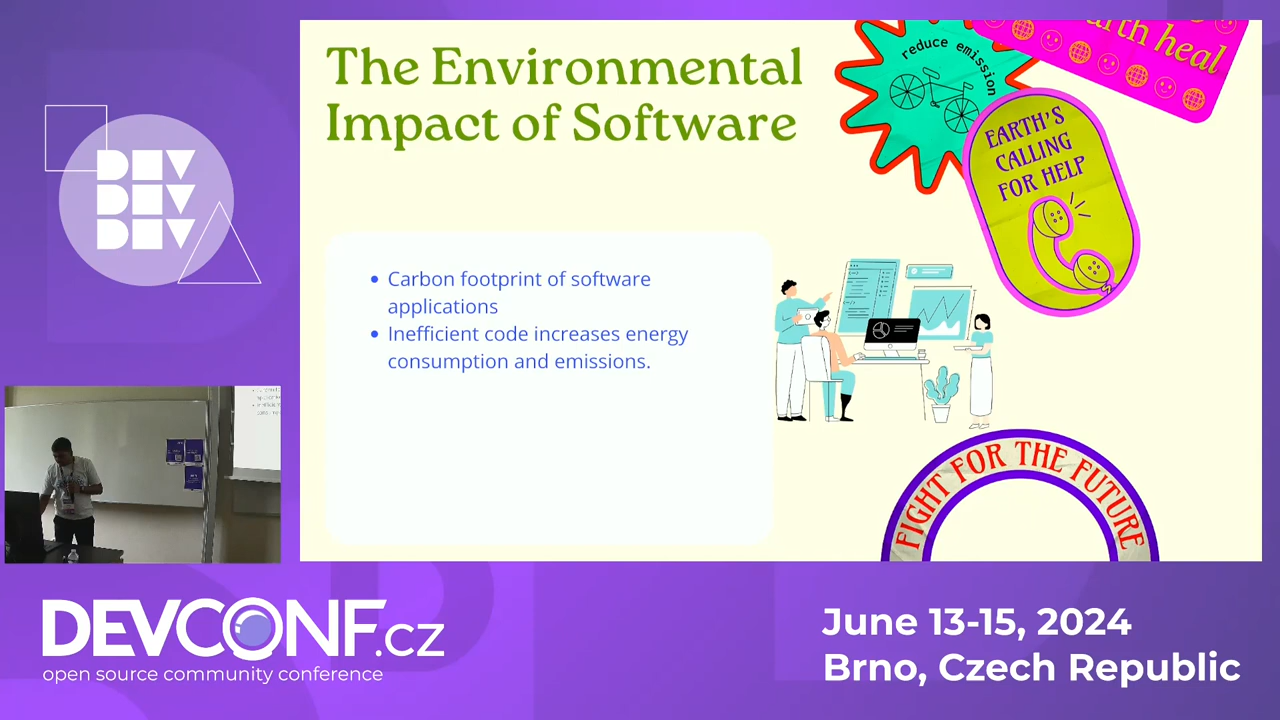 The Environmental
Impact of Software
Carbon footprint of software
applications
Inefficient code increases energy
consumption and emissions.
reduce emission
earth heal
EARTH'S
CALLING
FOR HELP
FIGHT FOR THE FUTURE
DEV
DEV
DEV
DEVCONF.cz
open source community conference
June 13-15, 2024
Brno, Czech Republic